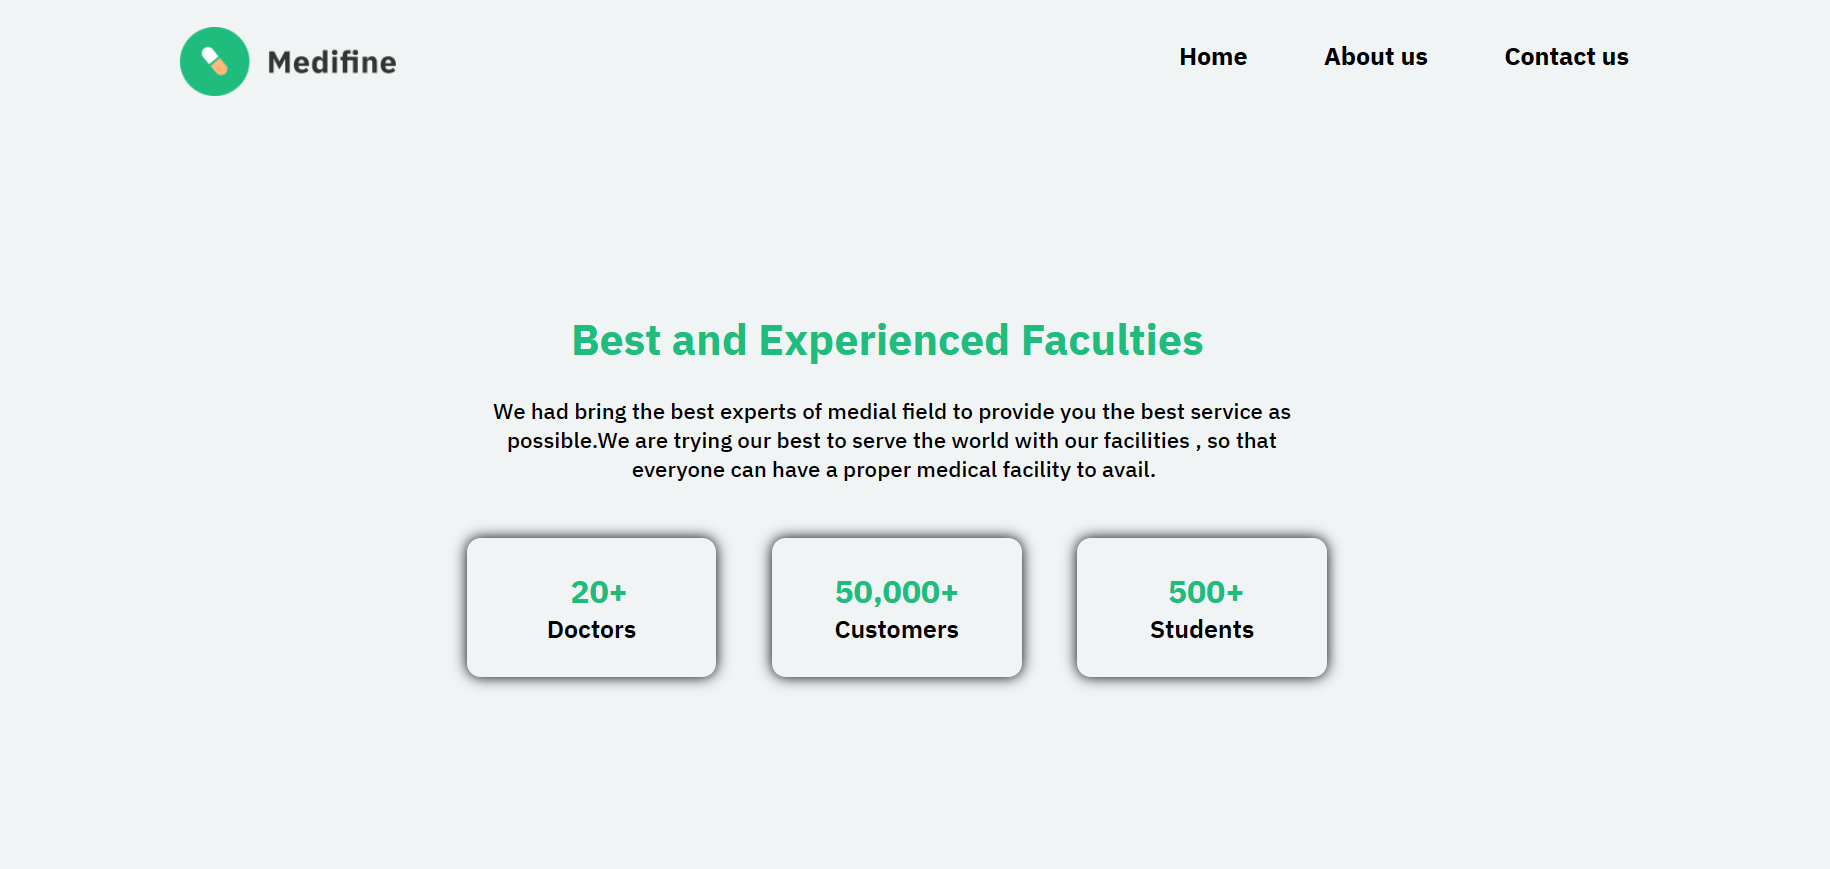 Medifine
Home
About us
Contact us
Best and Experienced Faculties
We had bring the best experts of medial field to provide you the best service as
possible.We are trying our best to serve the world with our facilities , so that
everyone can have a proper medical facility to avail.
20+
Doctors
50,000+
Customers
500+
Students